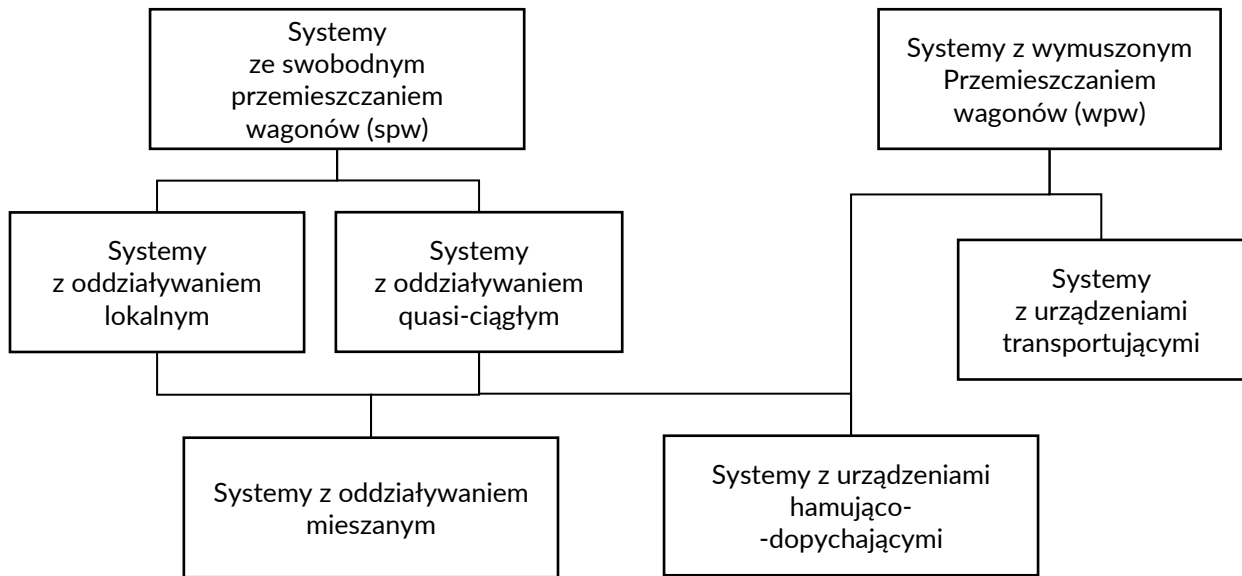 Systemy
ze swobodnym
przemieszczaniem
wagonów (spw)
Systemy z wymuszonym
Przemieszczaniem
wagonów (wpw)
Systemy
z oddziaływaniem
lokalnym
Systemy
z oddziaływaniem
quasi-ciągłym
Systemy
z urządzeniami
transportującymi
Systemy z oddziaływaniem
mieszanym
Systemy z urządzeniami
hamująco-
-dopychającymi